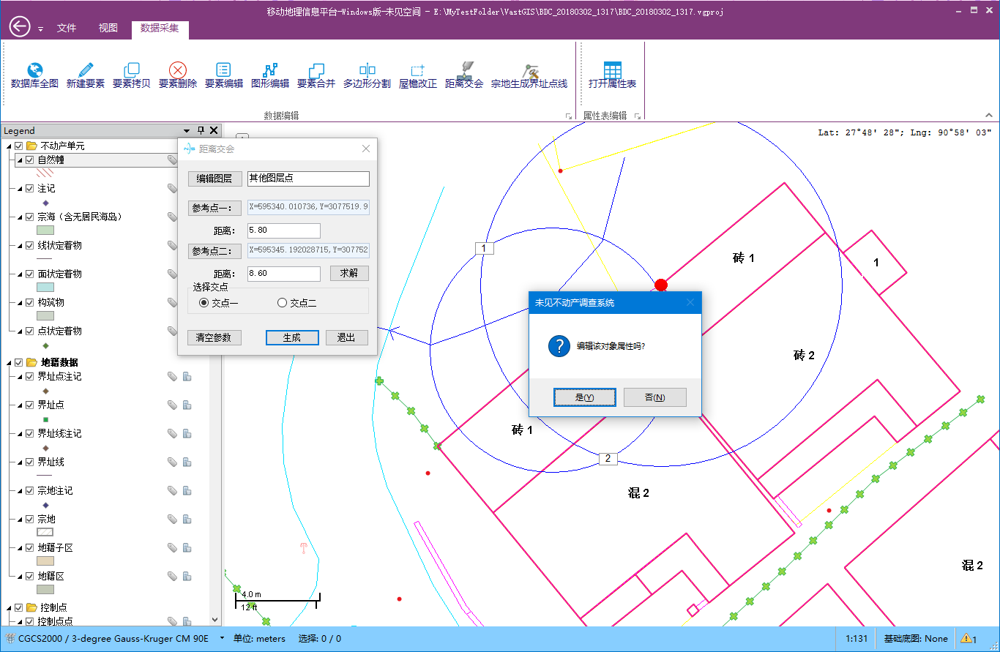 移动地理信息平台-Windows版-未见空间 - E:\MyTestFolder\VastGIS\BDC_20180302_1317\BDC_20180302_1317.vgproj
文件 视图 数据采集
数据库全图 新建要素 要素拷贝 要素删除 要素编辑 图形编辑 要素合并 多边形分割 屋檐改正 距离交会 宗地生成界址点线 打开属性表
数据编辑 属性表编辑
Legend
不动产单元
自然幢
注记
宗海（含无居民海岛）
线状定着物
面状定着物
构筑物
点状定着物
地籍数据
界址点注记
界址点
界址线注记
界址线
宗地注记
宗地
地籍子区
地籍区
控制点
控制点点
距离交会
编辑图层 其他图层点
参考点一： X=595340.010736,Y=3077519.9
距离： 5.80
参考点二： X=595345.192028715,Y=307752
距离： 8.60 求解
选择交点
交点一 交点二
清空参数 生成 退出
Lat: 27°48' 28"; Lng: 90°58' 03"
1
砖 1
1
未见不动产调查系统
编辑该对象属性吗?
是(Y) 否(N)
砖 2
砖 1
2
混 2
混 2
4.0 m
12 ft
CGCS2000 / 3-degree Gauss-Kruger CM 90E 单位: meters 选择: 0 / 0 1:131 基础底图: None 1